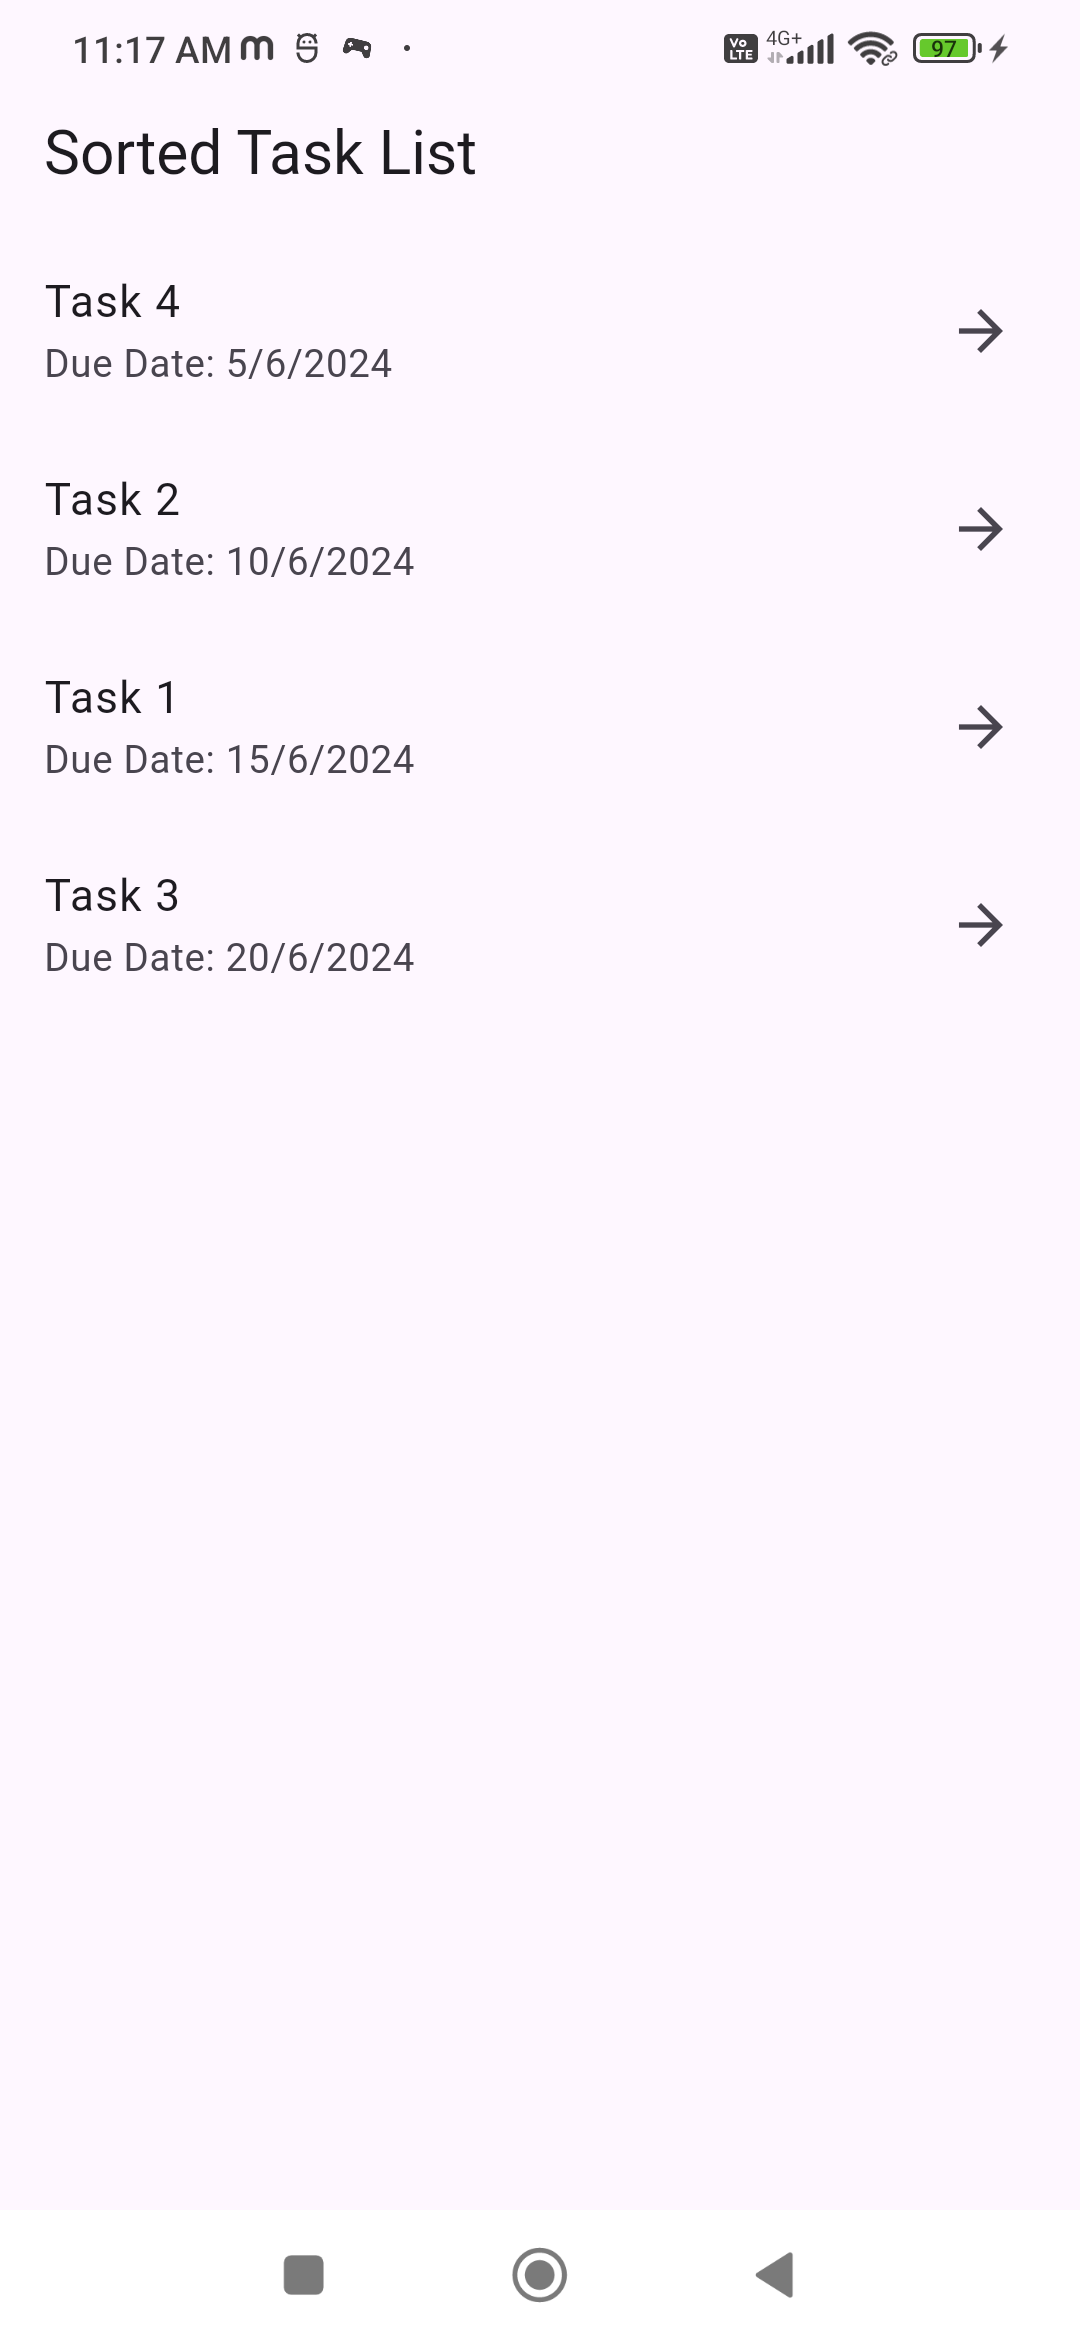 11:17 AM
Vo LTE 4G+ 97
Sorted Task List
Task 4
Due Date: 5/6/2024
Task 2
Due Date: 10/6/2024
Task 1
Due Date: 15/6/2024
Task 3
Due Date: 20/6/2024